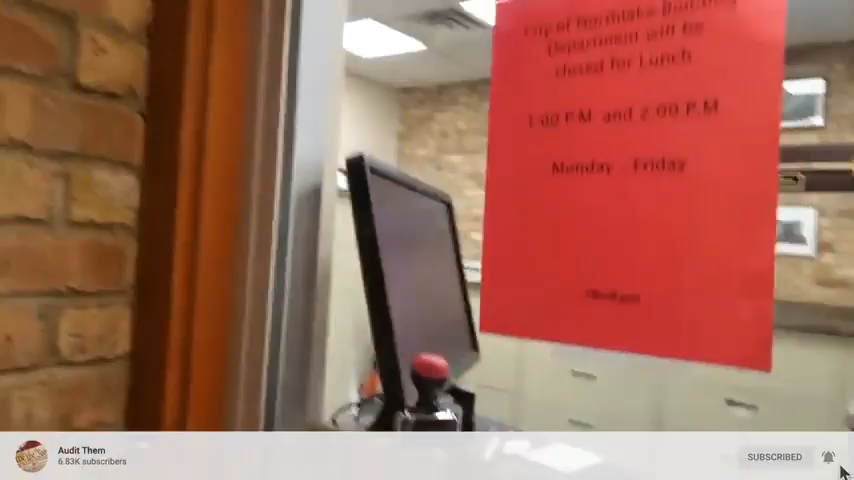 City of Northlake Building
Department will be
closed for Lunch
1:00 P.M and 2:00 P.M
Monday - Friday
Audit Them
6.83K subscribers
SUBSCRIBED